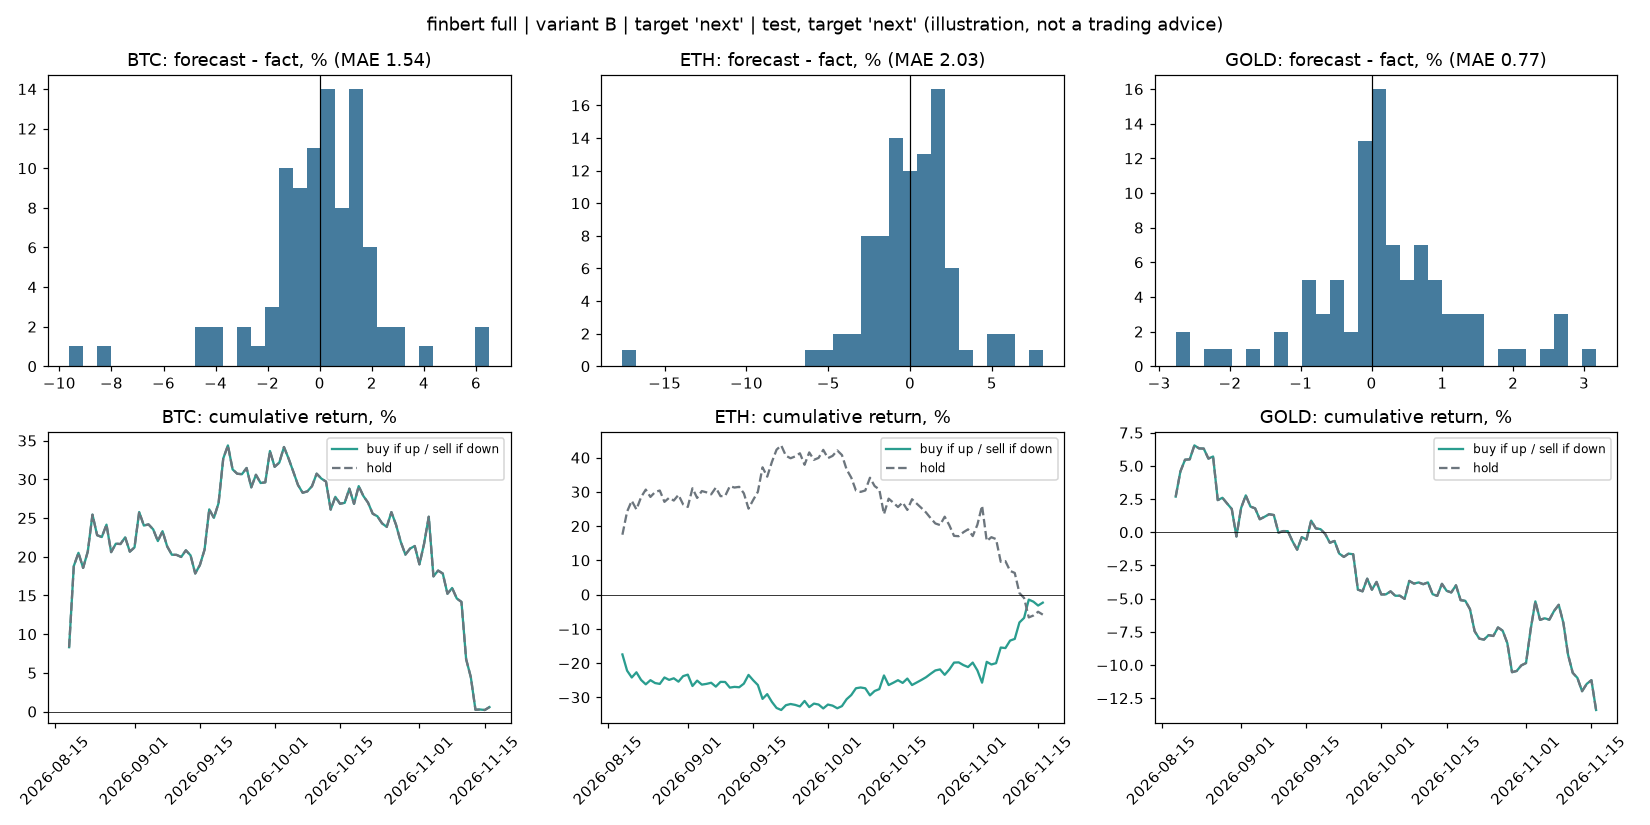 finbert full | variant B | target 'next' | test, target 'next' (illustration, not a trading advice)
BTC: forecast - fact, % (MAE 1.54)
14
12
10
8
6
4
2
0
−10 −8 −6 −4 −2 0 2 4 6
ETH: forecast - fact, % (MAE 2.03)
16
14
12
10
8
6
4
2
0
−15 −10 −5 0 5
GOLD: forecast - fact, % (MAE 0.77)
16
14
12
10
8
6
4
2
0
−3 −2 −1 0 1 2 3
BTC: cumulative return, %
buy if up / sell if down
hold
35
30
25
20
15
10
5
0
2026-08-15 2026-09-01 2026-09-15 2026-10-01 2026-10-15 2026-11-01 2026-11-15
ETH: cumulative return, %
buy if up / sell if down
hold
40
30
20
10
0
−10
−20
−30
2026-08-15 2026-09-01 2026-09-15 2026-10-01 2026-10-15 2026-11-01 2026-11-15
GOLD: cumulative return, %
buy if up / sell if down
hold
7.5
5.0
2.5
0.0
−2.5
−5.0
−7.5
−10.0
−12.5
2026-08-15 2026-09-01 2026-09-15 2026-10-01 2026-10-15 2026-11-01 2026-11-15